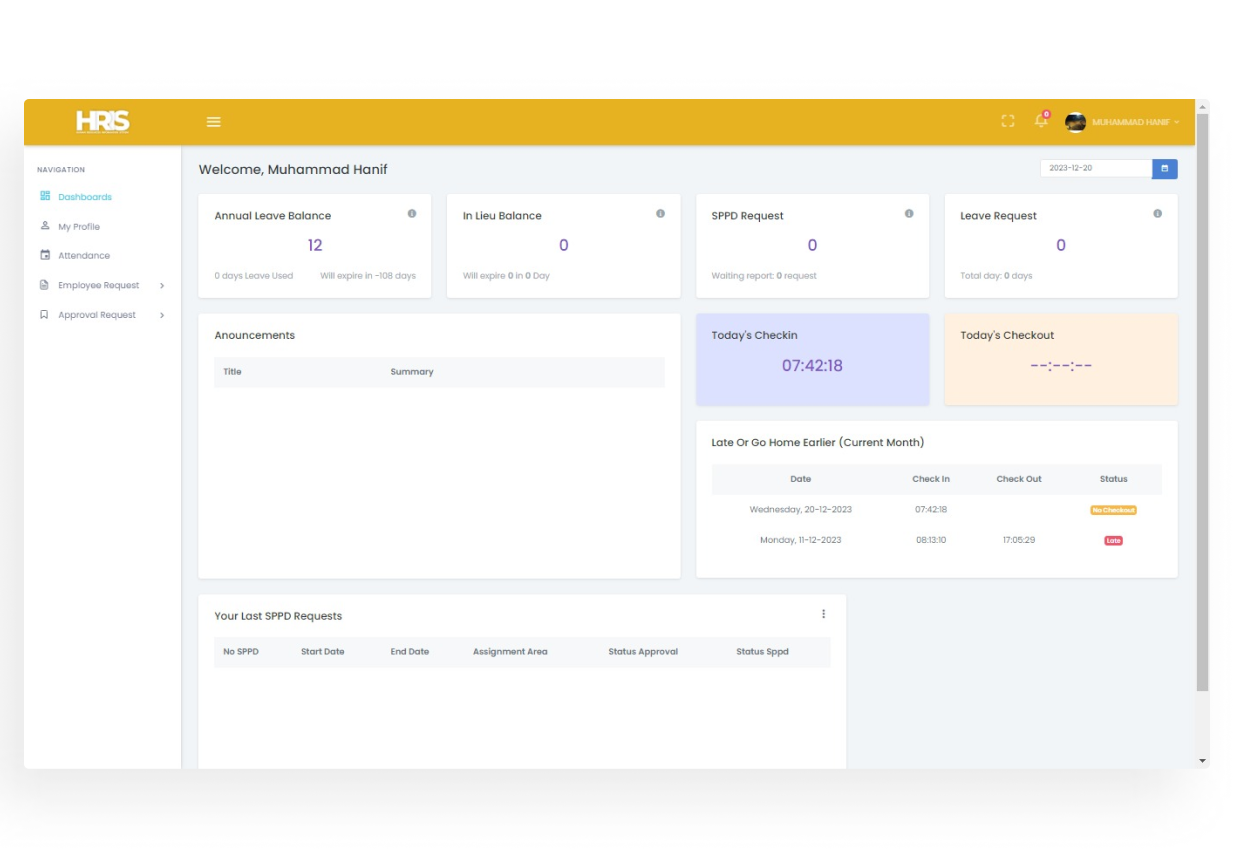 HRIS
0
MUHAMMAD HANIF
NAVIGATION
Dashboards
My Profile
Attendance
Employee Request
Approval Request
Welcome, Muhammad Hanif
2023-12-20
Annual Leave Balance
12
0 days Leave Used Will expire in -108 days
In Lieu Balance
0
Will expire 0 in 0 Day
SPPD Request
0
Waiting report: 0 request
Leave Request
0
Total day: 0 days
Anouncements
Title Summary
Today's Checkin
07:42:18
Today's Checkout
--:--:--
Late Or Go Home Earlier (Current Month)
Date Check In Check Out Status
Wednesday, 20-12-2023 07:42:18 No Checkout
Monday, 11-12-2023 08:13:10 17:05:29 Late
Your Last SPPD Requests
No SPPD Start Date End Date Assignment Area Status Approval Status Sppd